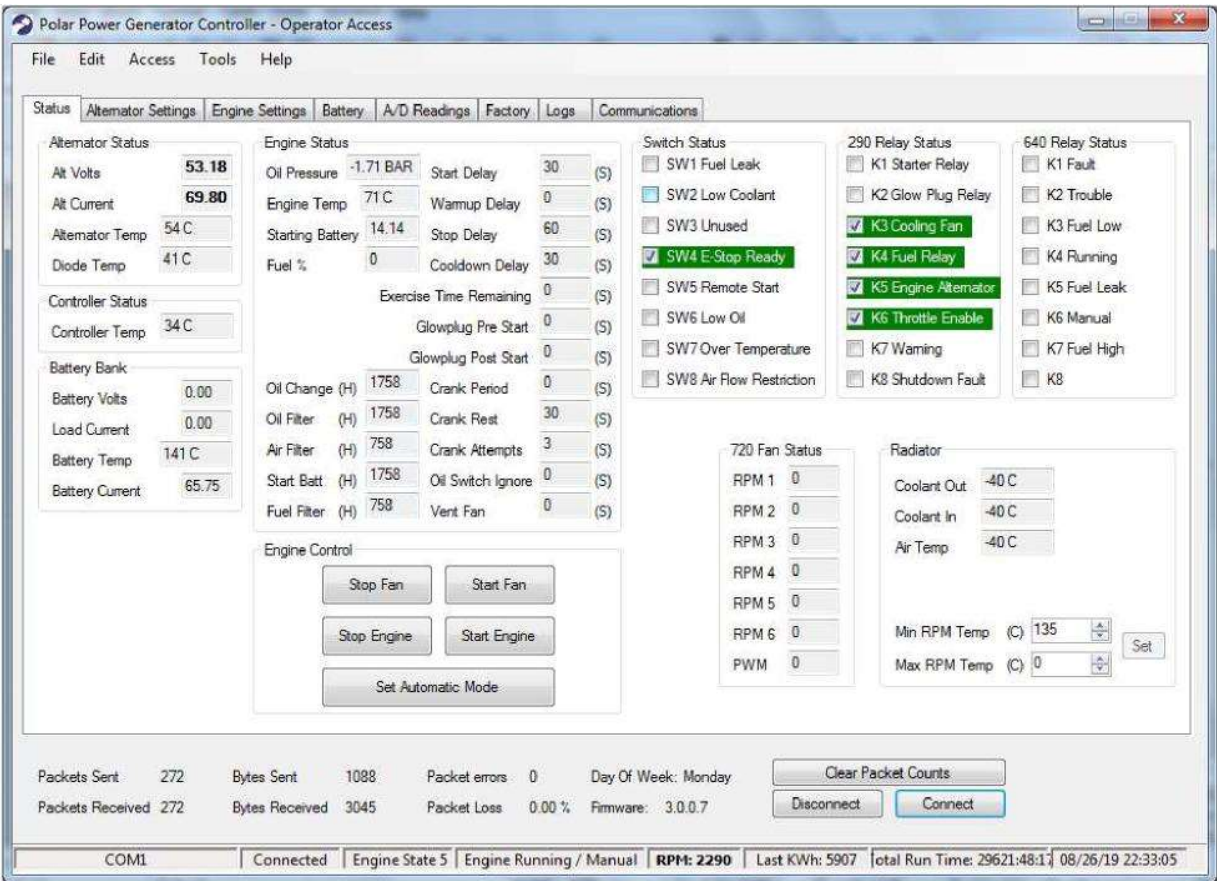 Polar Power Generator Controller - Operator Access
File Edit Access Tools Help
Status Alternator Settings Engine Settings Battery A/D Readings Factory Logs Communications
Alternator Status
Alt Volts 53.18
Alt Current 69.80
Alternator Temp 54 C
Diode Temp 41 C
Controller Status
Controller Temp 34 C
Battery Bank
Battery Volts 0.00
Load Current 0.00
Battery Temp 141 C
Battery Current 65.75
Engine Status
Oil Pressure -1.71 BAR Start Delay 30 (S)
Engine Temp 71 C Warmup Delay 0 (S)
Starting Battery 14.14 Stop Delay 60 (S)
Fuel % 0 Cooldown Delay 30 (S)
Exercise Time Remaining 0 (S)
Glowplug Pre Start 0 (S)
Glowplug Post Start 0 (S)
Oil Change (H) 1758 Crank Period 0 (S)
Oil Filter (H) 1758 Crank Rest 30 (S)
Air Filter (H) 758 Crank Attempts 3 (S)
Start Batt (H) 1758 Oil Switch Ignore 0 (S)
Fuel Filter (H) 758 Vent Fan 0 (S)
Engine Control
Stop Fan Start Fan
Stop Engine Start Engine
Set Automatic Mode
Switch Status
SW1 Fuel Leak
SW2 Low Coolant
SW3 Unused
SW4 E-Stop Ready
SW5 Remote Start
SW6 Low Oil
SW7 Over Temperature
SW8 Air Flow Restriction
290 Relay Status
K1 Starter Relay
K2 Glow Plug Relay
K3 Cooling Fan
K4 Fuel Relay
K5 Engine Alternator
K6 Throttle Enable
K7 Warning
K8 Shutdown Fault
640 Relay Status
K1 Fault
K2 Trouble
K3 Fuel Low
K4 Running
K5 Fuel Leak
K6 Manual
K7 Fuel High
K8
720 Fan Status
RPM 1 0
RPM 2 0
RPM 3 0
RPM 4 0
RPM 5 0
RPM 6 0
PWM 0
Radiator
Coolant Out -40 C
Coolant In -40 C
Air Temp -40 C
Min RPM Temp (C) 135
Max RPM Temp (C) 0
Set
Packets Sent 272 Bytes Sent 1088 Packet errors 0 Day Of Week: Monday Clear Packet Counts
Packets Received 272 Bytes Received 3045 Packet Loss 0.00 % Firmware: 3.0.0.7 Disconnect Connect
COM1 Connected Engine State 5 Engine Running / Manual RPM: 2290 Last KWh: 5907 otal Run Time: 29621:48:17 08/26/19 22:33:05